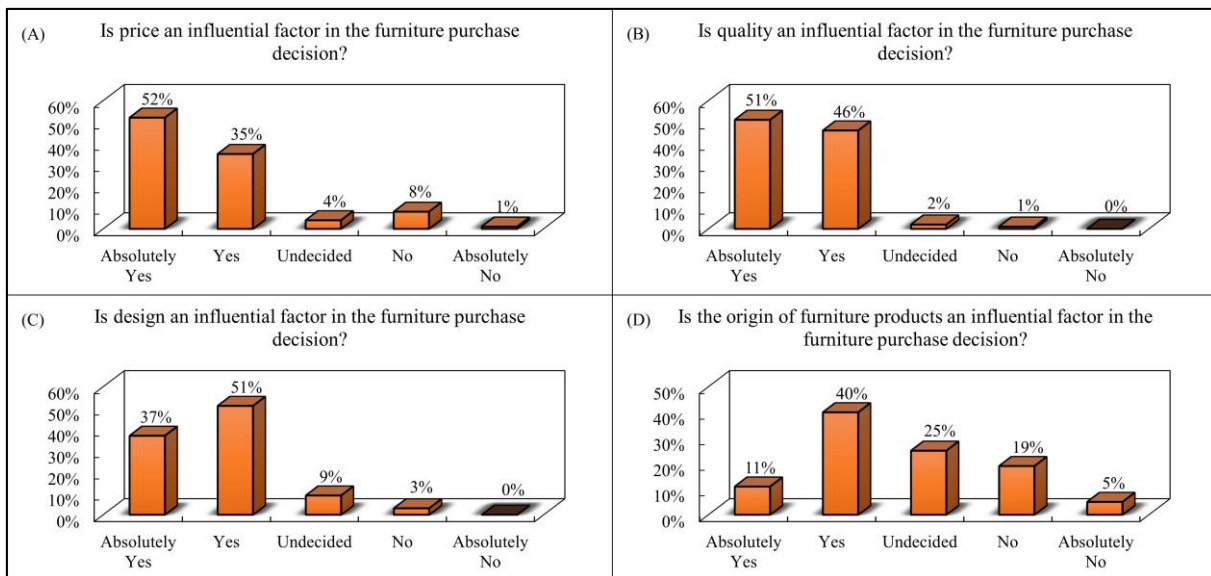 (A)
Is price an influential factor in the furniture purchase
decision?
60%
50%
40%
30%
20%
10%
0%
52%
35%
4%
8%
1%
Absolutely
Yes
Yes
Undecided
No
Absolutely
No
(B)
Is quality an influential factor in the furniture purchase
decision?
60%
50%
40%
30%
20%
10%
0%
51%
46%
2%
1%
0%
Absolutely
Yes
Yes
Undecided
No
Absolutely
No
(C)
Is design an influential factor in the furniture purchase
decision?
60%
50%
40%
30%
20%
10%
0%
37%
51%
9%
3%
0%
Absolutely
Yes
Yes
Undecided
No
Absolutely
No
(D)
Is the origin of furniture products an influential factor in the
furniture purchase decision?
50%
40%
30%
20%
10%
0%
11%
40%
25%
19%
5%
Absolutely
Yes
Yes
Undecided
No
Absolutely
No